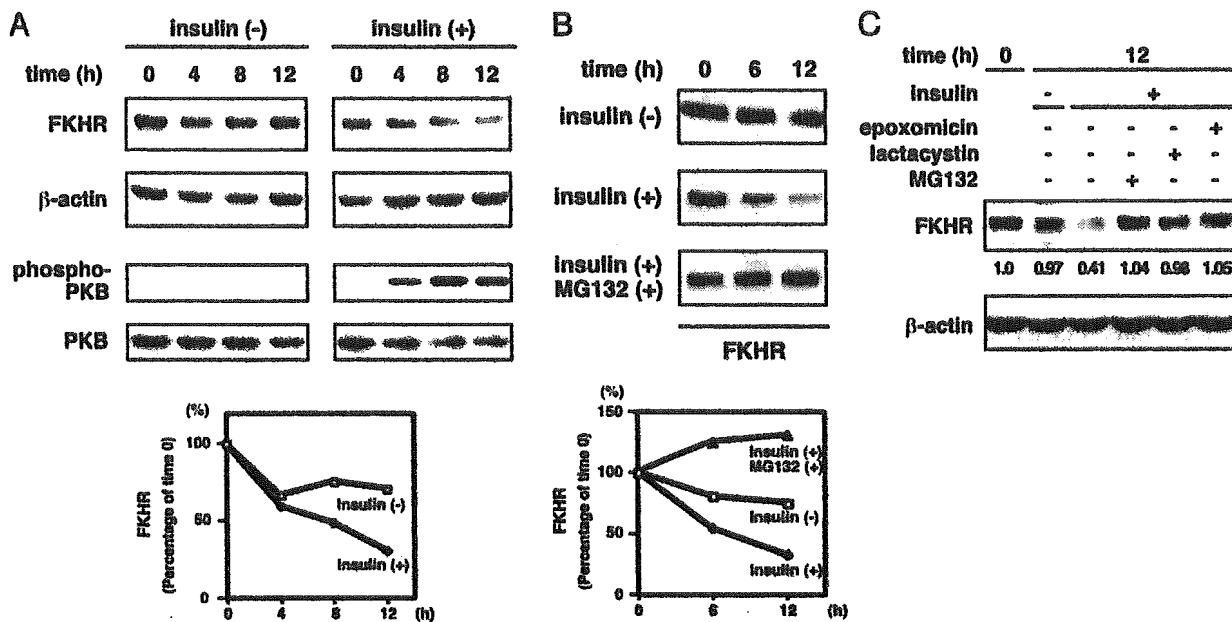 A
insulin (-) insulin (+)
time (h) 0 4 8 12 0 4 8 12
FKHR
β-actin
phospho-
PKB
PKB
(%)
100
50
0
FKHR
(Percentage of time 0)
Insulin (-)
Insulin (+)
0 4 8 12 (h)
B
time (h) 0 6 12
insulin (-)
insulin (+)
insulin (+)
MG132 (+)
FKHR
(%)
150
100
50
0
FKHR
(Percentage of time 0)
Insulin (+)
MG132 (+)
Insulin (-)
Insulin (+)
0 6 12 (h)
C
time (h) 0 12
insulin - +
epoxomicin - - - - +
lactacystin - - - + -
MG132 - - + - -
FKHR
1.0 0.97 0.41 1.04 0.98 1.05
β-actin